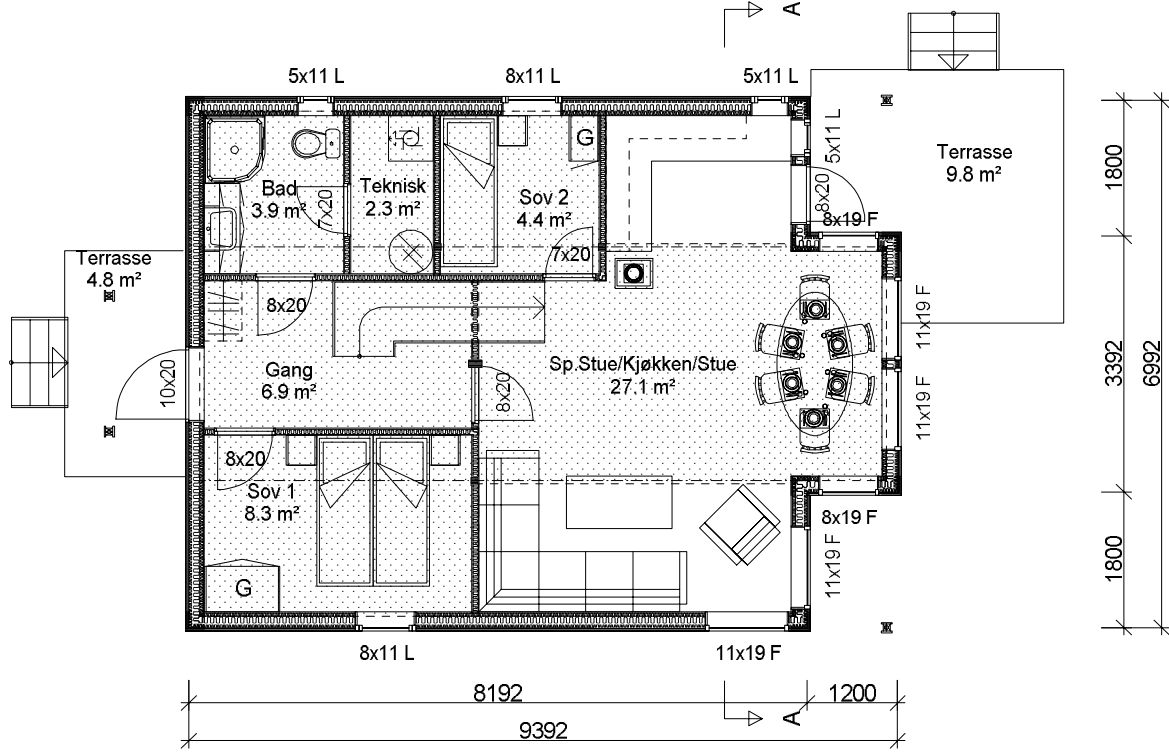 A
5x11 L
8x11 L
5x11 L
5x11 L
Terrasse
9.8 m²
1800
Bad
3.9 m²
7x20
Teknisk
2.3 m²
G
Sov 2
4.4 m²
7x20
8x20
8x19 F
Terrasse
4.8 m²
8x20
10x20
Gang
6.9 m²
8x20
Sp.Stue/Kjøkken/Stue
27.1 m²
11x19 F
11x19 F
3392
6992
8x20
Sov 1
8.3 m²
G
8x19 F
11x19 F
1800
8x11 L
11x19 F
8192
1200
A
9392